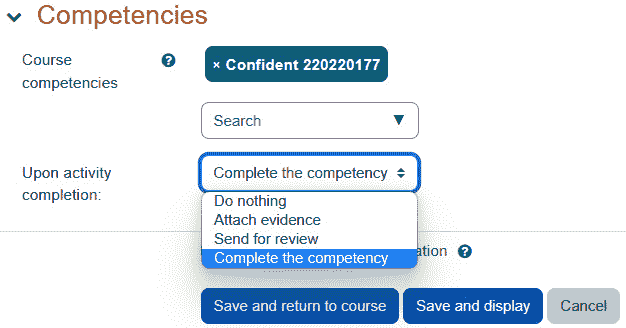 Competencies
Course
competencies
× Confident 220220177
Search
Upon activity
completion:
Complete the competency
Do nothing
Attach evidence
Send for review
Complete the competency
Save and return to course
Save and display
Cancel